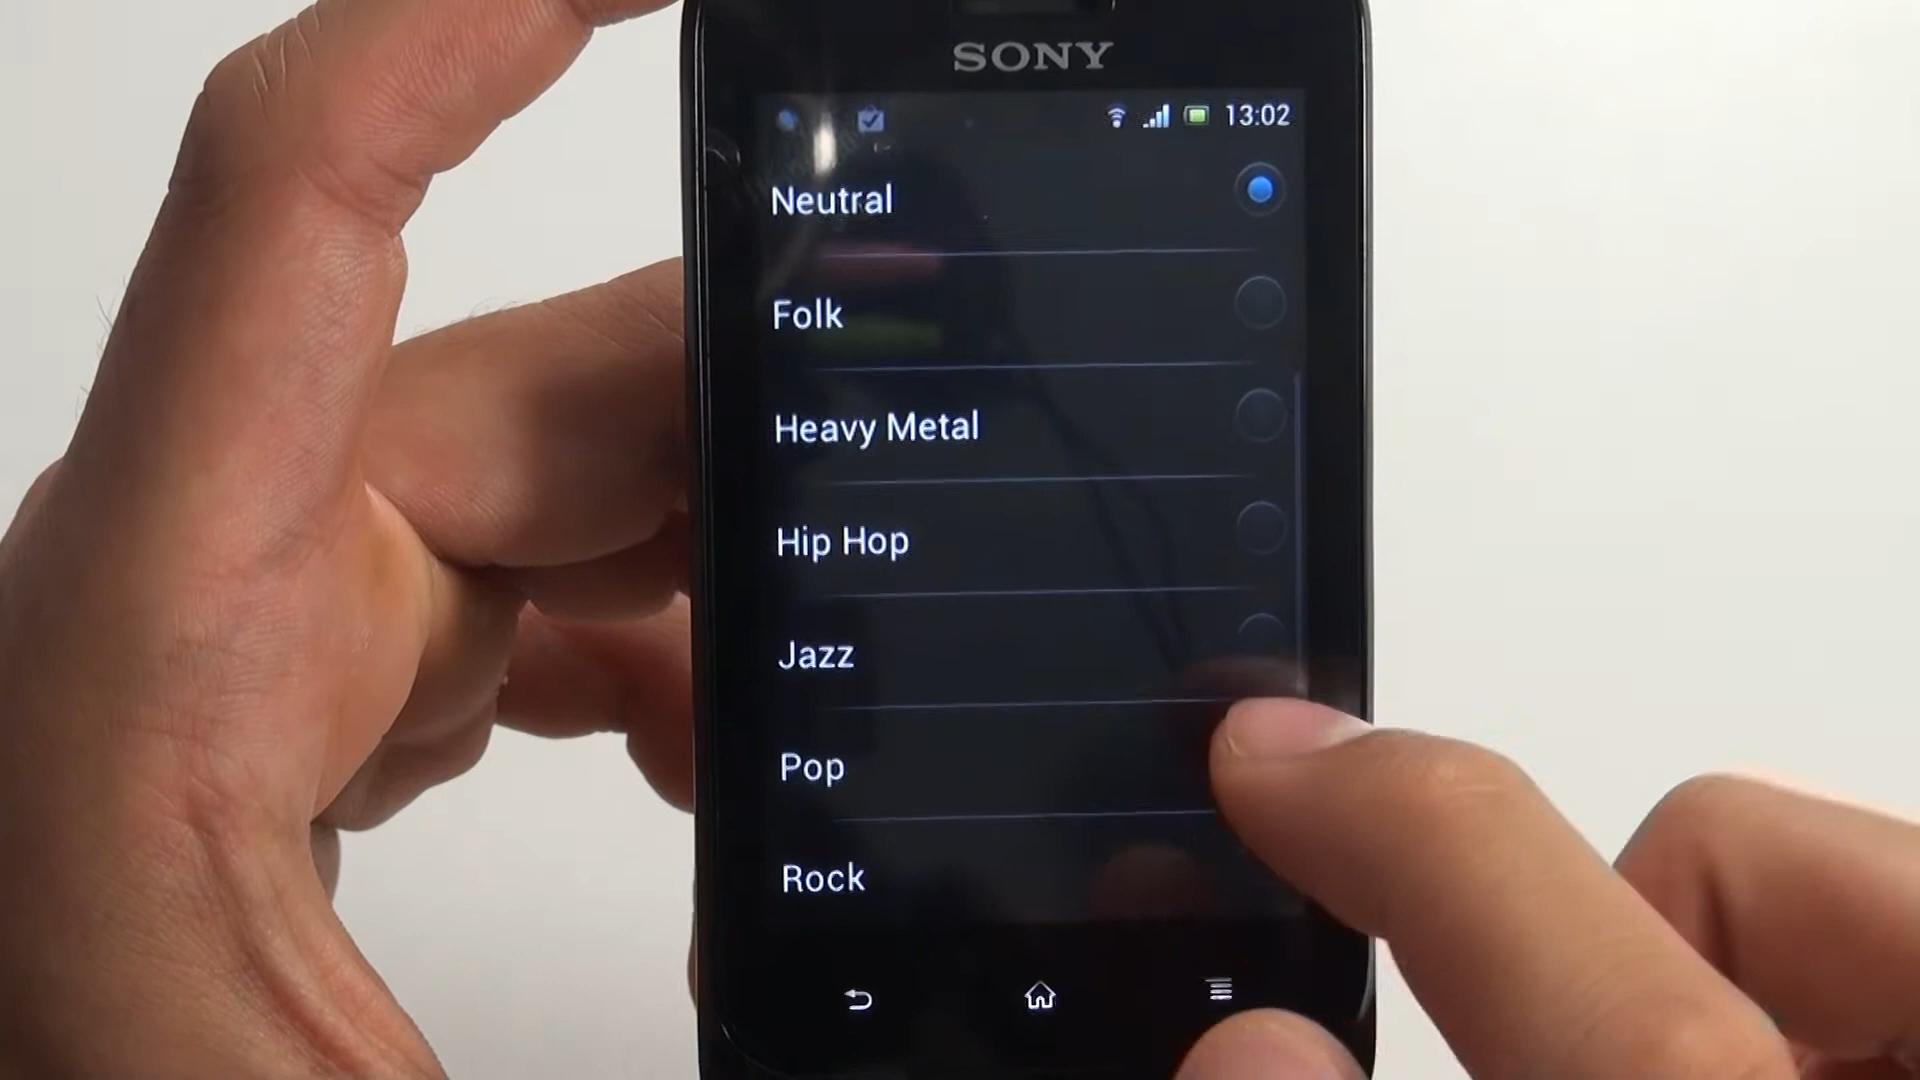 SONY
13:02
Neutral
Folk
Heavy Metal
Hip Hop
Jazz
Pop
Rock